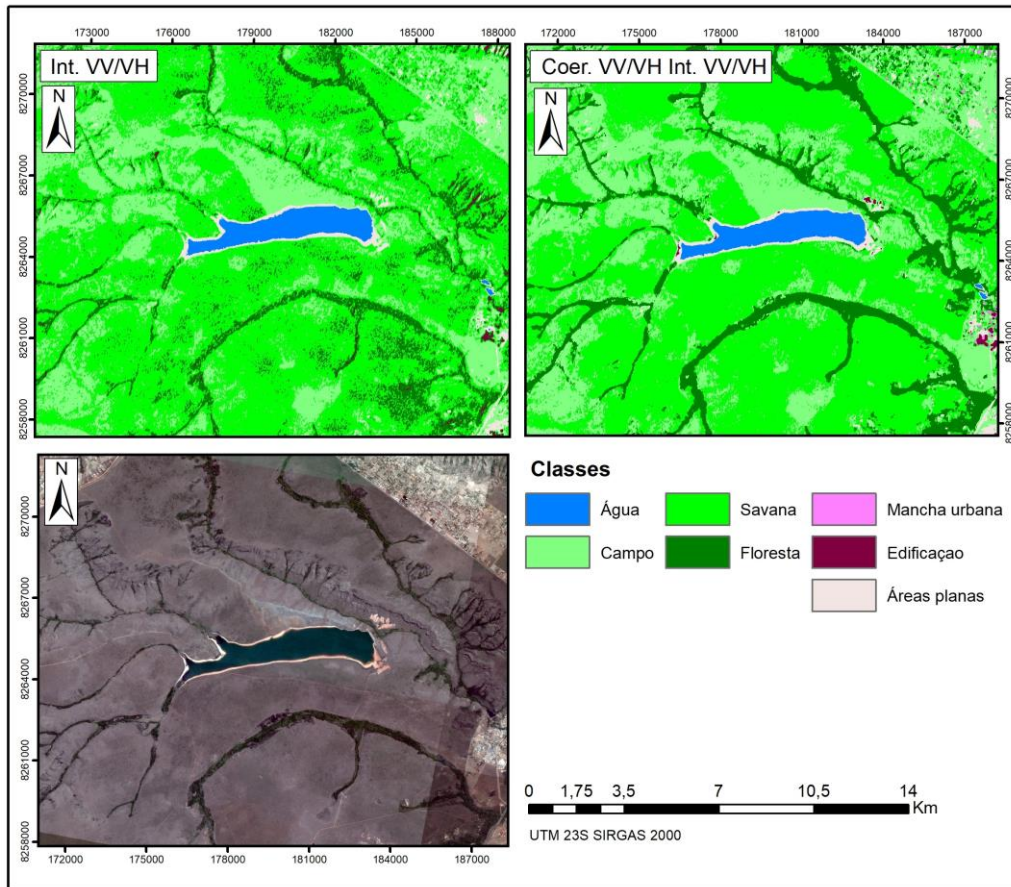 173000 176000 179000 182000 185000 188000
Int. VV/VH
N
8270000
8267000
8264000
8261000
8258000
175000 178000 181000 184000 187000
Coer. VV/VH Int. VV/VH
N
8270000
8267000
8264000
8261000
8258000
N
8270000
8267000
8264000
8261000
8258000
172000 175000 178000 181000 184000 187000
Classes
Água Savana Mancha urbana
Campo Floresta Edificaçao
Áreas planas
0 1,75 3,5 7 10,5 14
Km
UTM 23S SIRGAS 2000